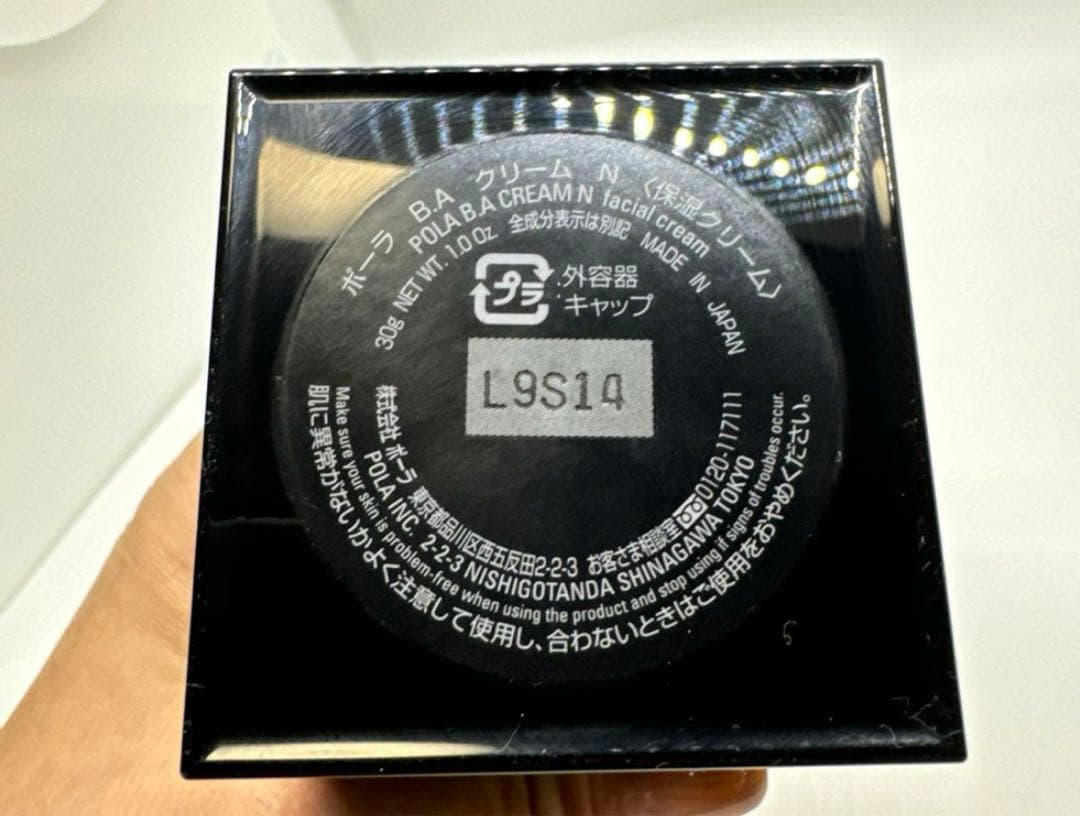 ポーラ B.A クリーム N 〈保湿クリーム〉
POLA B.A CREAM N facial cream
30g NET WT. 1.0 Oz 全成分表示は別記 MADE IN JAPAN
プラ
:外容器
:キャップ
L9S14
株式会社 ポーラ 東京都品川区西五反田2-2-3 お客さま相談室 0120-117111
POLA INC. 2-2-3 NISHIGOTANDA SHINAGAWA TOKYO
Make sure your skin is problem-free when using the product and stop using if signs of troubles occur.
肌に異常がないかよく注意して使用し、合わないときはご使用をおやめください。